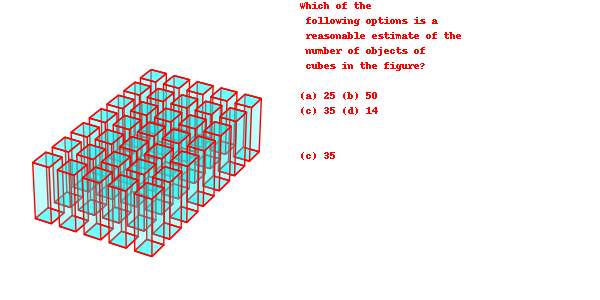 Which of the
following options is a
reasonable estimate of the
number of objects of
cubes in the figure?
(a) 25 (b) 50
(c) 35 (d) 14
(c) 35